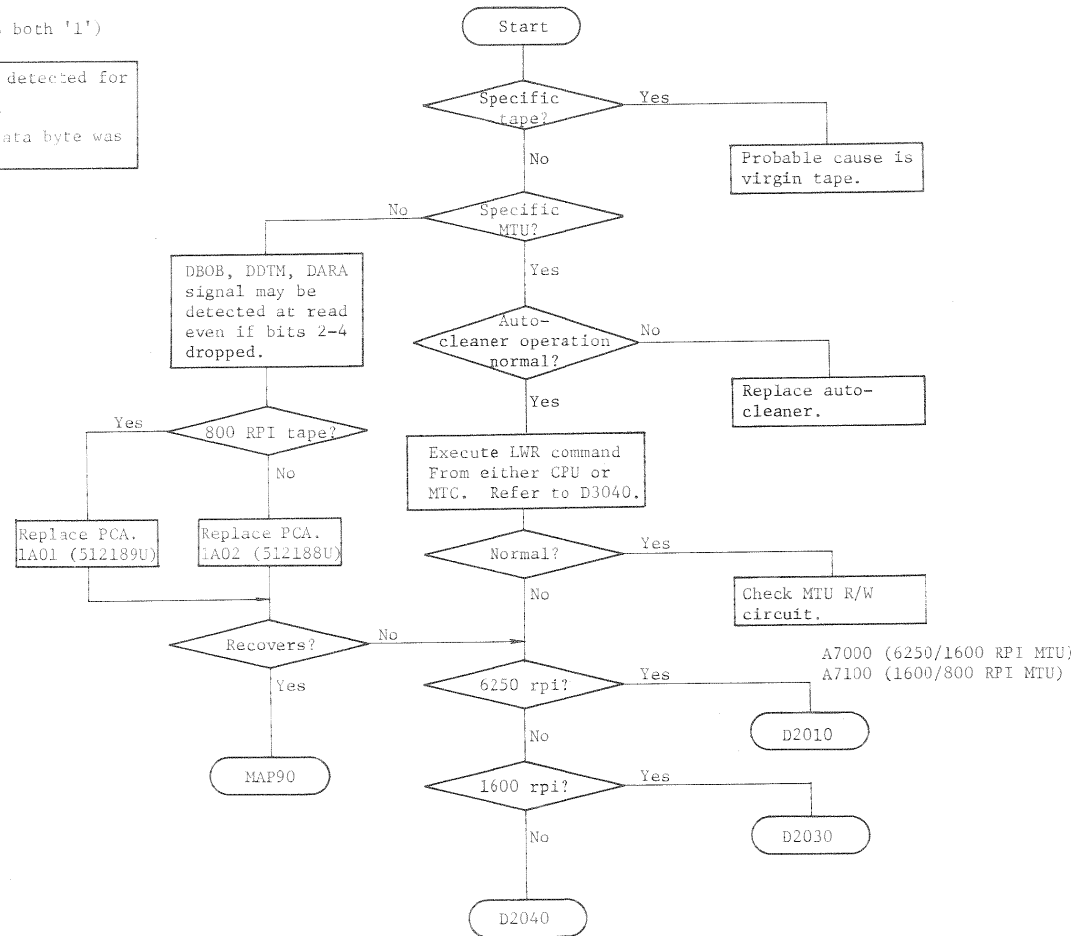 both '1')
detected for
data byte was
Start
Specific
tape?
Yes
No
Probable cause is
virgin tape.
Specific
MTU?
No
Yes
DBOB, DDTM, DARA
signal may be
detected at read
even if bits 2-4
dropped.
Auto-
cleaner operation
normal?
No
Yes
Replace auto-
cleaner.
800 RPI tape?
Yes
No
Execute LWR command
From either CPU or
MTC. Refer to D3040.
Replace PCA.
1A01 (512189U)
Replace PCA.
1A02 (512188U)
Normal?
Yes
No
Check MTU R/W
circuit.
Recovers?
No
Yes
A7000 (6250/1600 RPI MTU)
A7100 (1600/800 RPI MTU)
6250 rpi?
Yes
No
D2010
MAP90
1600 rpi?
Yes
No
D2030
D2040